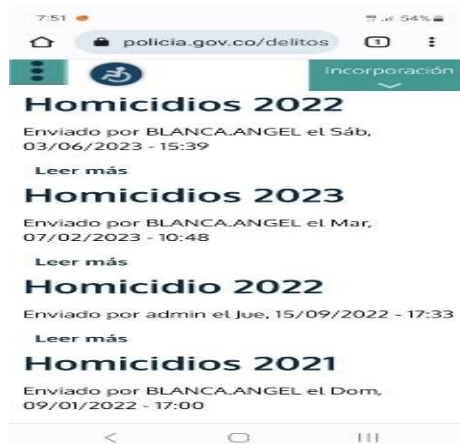 7:51
54%
policia.gov.co/delitos
1
Incorporación
Homicidios 2022
Enviado por BLANCA.ANGEL el Sáb,
03/06/2023 - 15:39
Leer más
Homicidios 2023
Enviado por BLANCA.ANGEL el Mar,
07/02/2023 - 10:48
Leer más
Homicidio 2022
Enviado por admin el Jue, 15/09/2022 - 17:33
Leer más
Homicidios 2021
Enviado por BLANCA.ANGEL el Dom,
09/01/2022 - 17:00